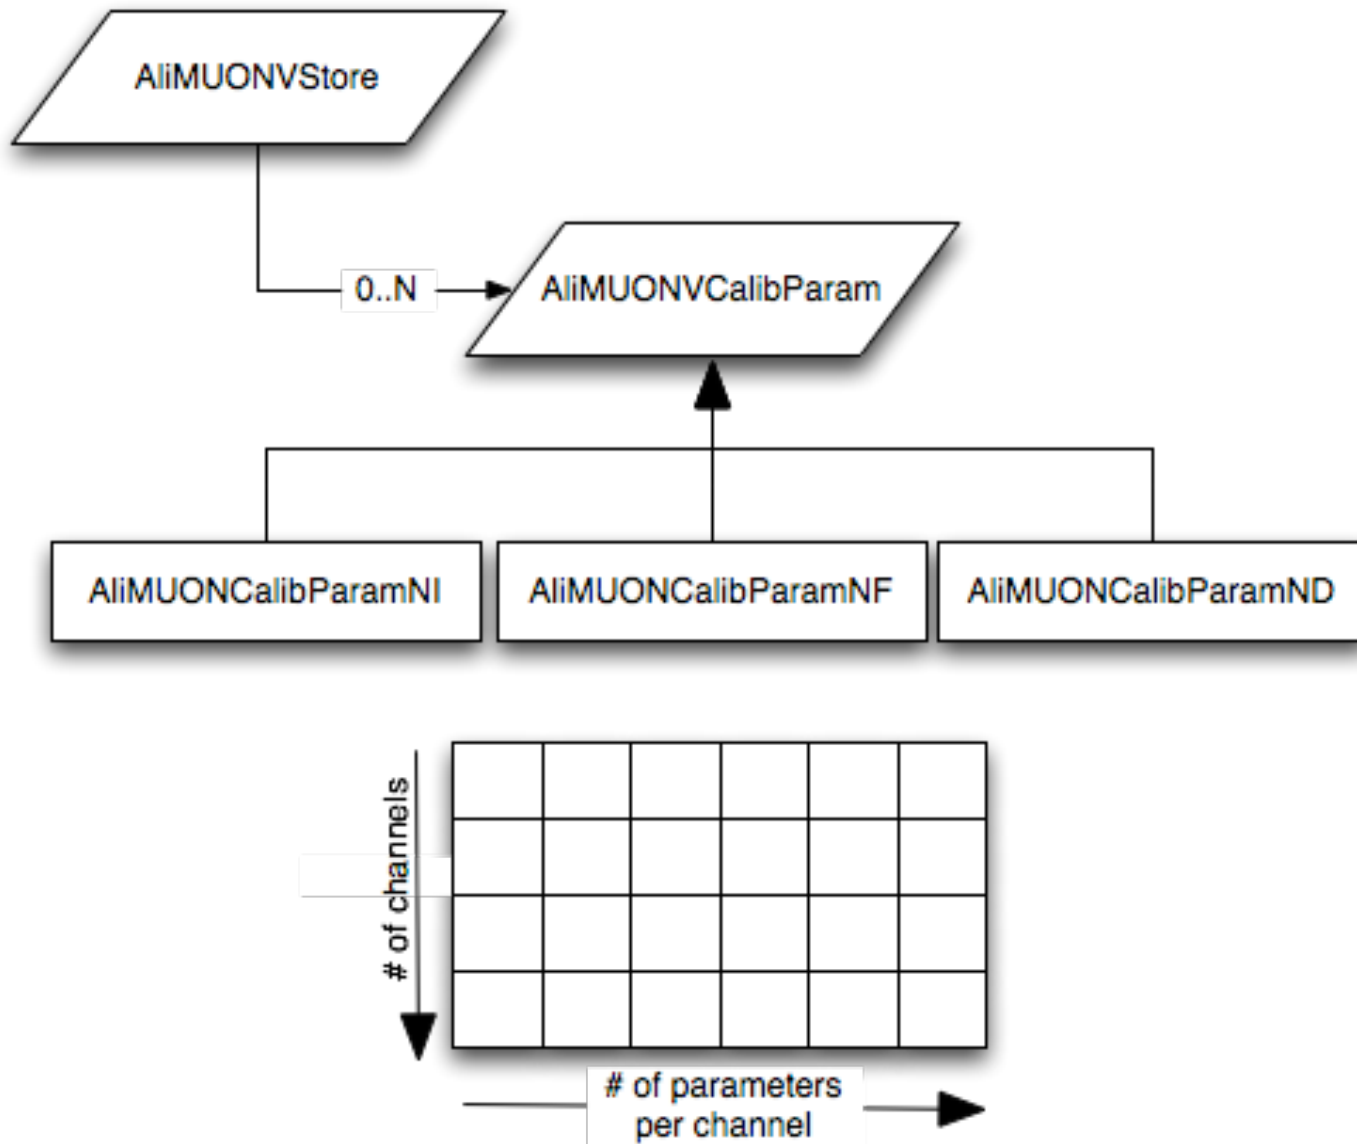 AliMUONVStore
0..N
AliMUONVCalibParam
AliMUONCalibParamNI
AliMUONCalibParamNF
AliMUONCalibParamND
# of channels
# of parameters
per channel